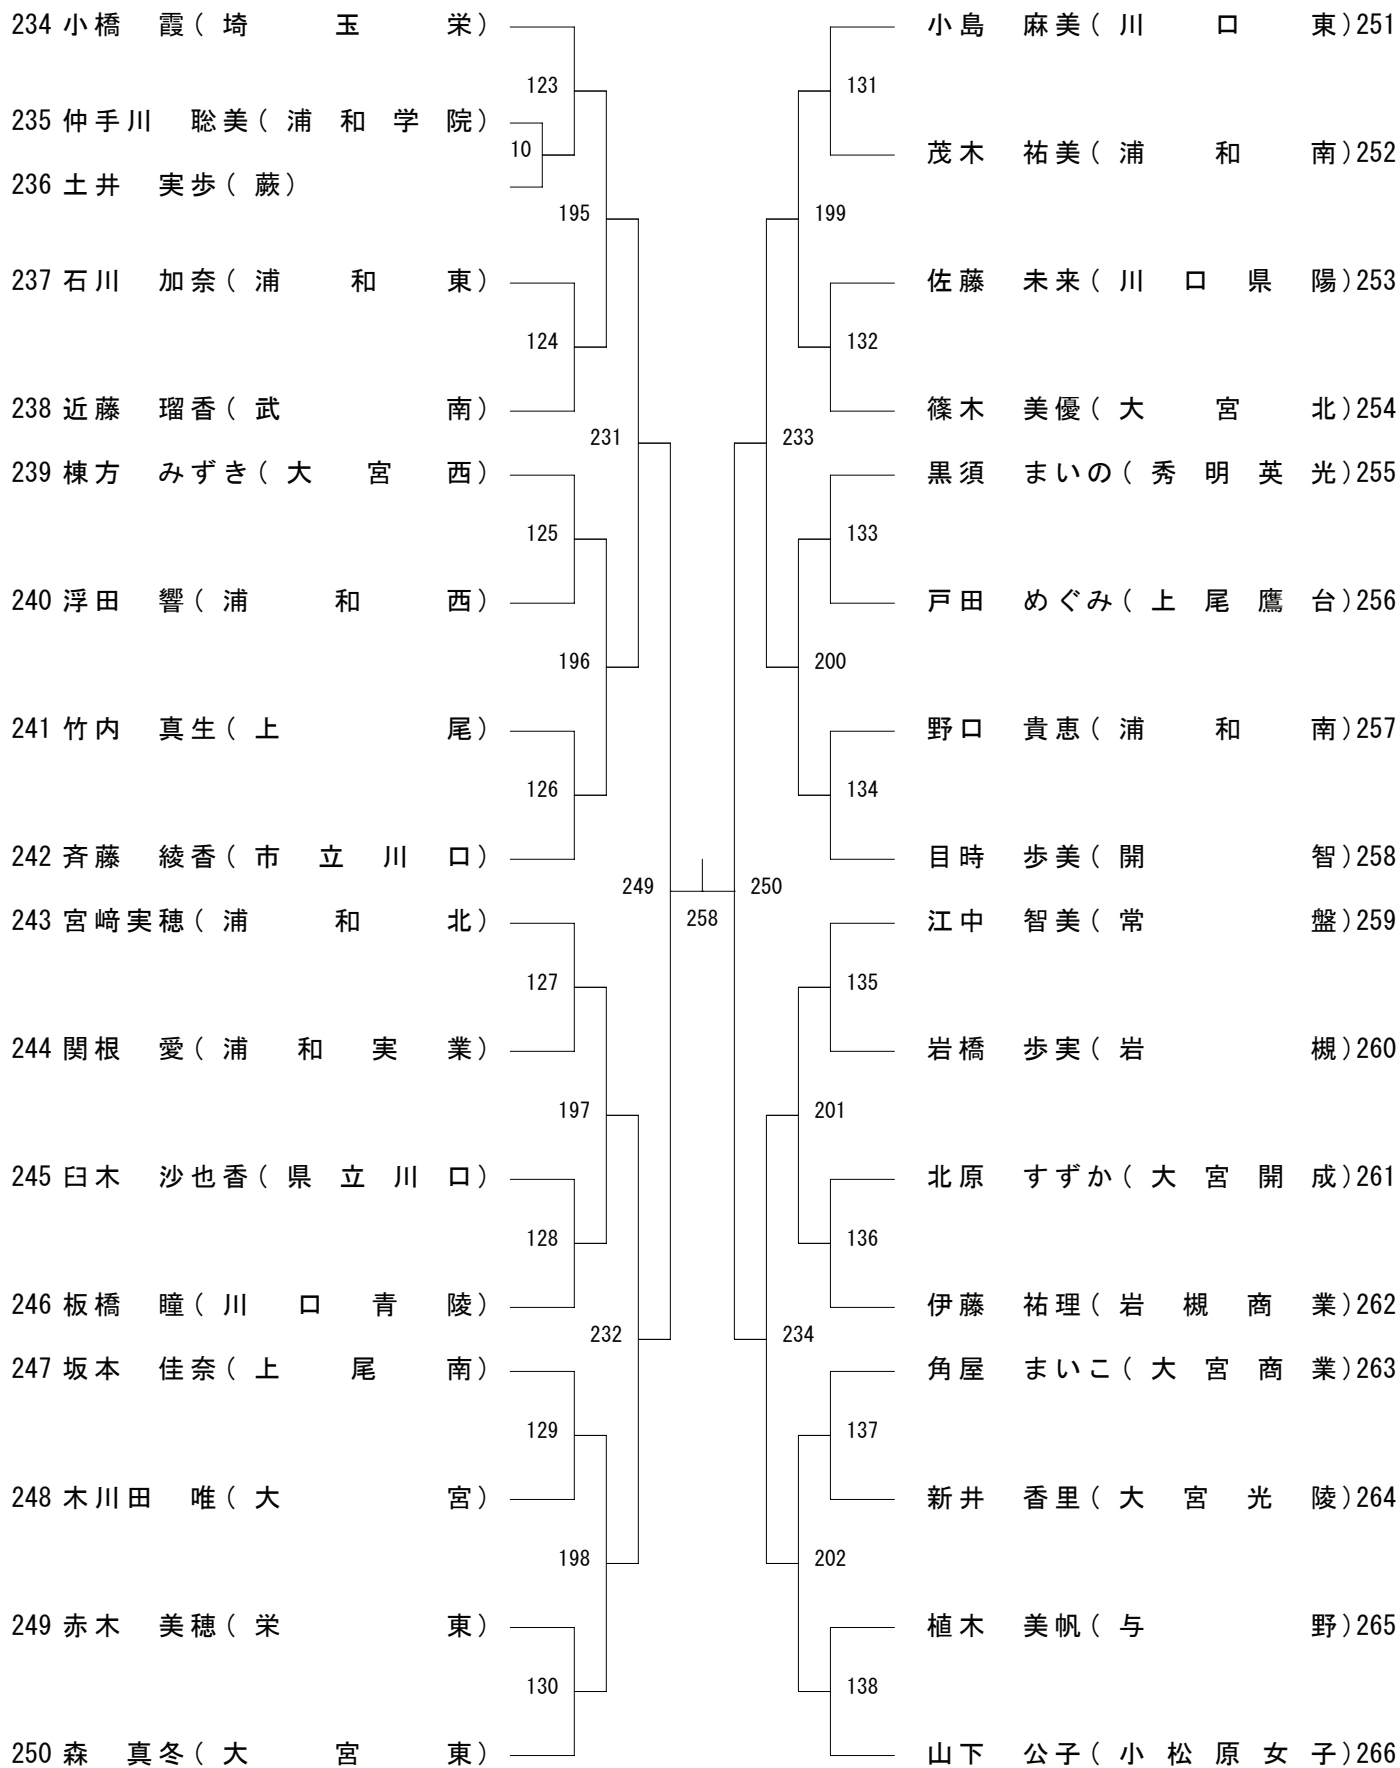 234 小橋 霞(埼玉栄)
123
235 仲手川 聡美(浦和学院)
10
236 土井 実歩(蕨)
195
237 石川 加奈(浦和東)
124
238 近藤 瑠香(武南)
231
239 棟方 みずき(大宮西)
125
240 浮田 響(浦和西)
196
241 竹内 真生(上尾)
126
242 斉藤 綾香(市立川口)
249
243 宮﨑実穂(浦和北)
127
244 関根 愛(浦和実業)
197
245 臼木 沙也香(県立川口)
128
246 板橋 瞳(川口青陵)
232
247 坂本 佳奈(上尾南)
129
248 木川田 唯(大宮)
198
249 赤木 美穂(栄東)
130
250 森 真冬(大宮東)
258
小島 麻美(川口東)251
131
茂木 祐美(浦和南)252
199
佐藤 未来(川口県陽)253
132
篠木 美優(大宮北)254
233
黒須 まいの(秀明英光)255
133
戸田 めぐみ(上尾鷹台)256
200
野口 貴恵(浦和南)257
134
目時 歩美(開智)258
250
江中 智美(常盤)259
135
岩橋 歩実(岩槻)260
201
北原 すずか(大宮開成)261
136
伊藤 祐理(岩槻商業)262
234
角屋 まいこ(大宮商業)263
137
新井 香里(大宮光陵)264
202
植木 美帆(与野)265
138
山下 公子(小松原女子)266